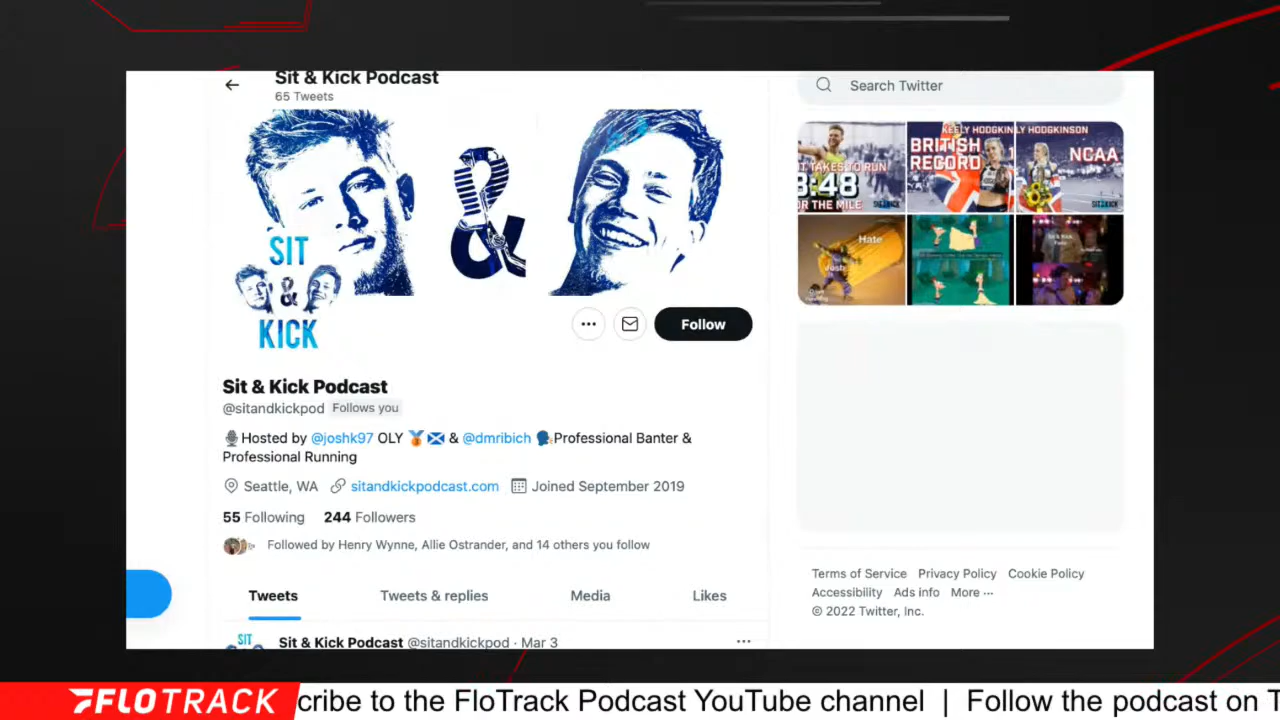 Sit & Kick Podcast
65 Tweets
Search Twitter
SIT
&
KICK
&
IT TAKES TO RUN
3:48
OR THE MILE
KEELY HODGKIN
BRITISH
RECORD
LY HODGKINSON
NCAA
Hate
Josh
Follow
Sit & Kick Podcast
@sitandkickpod Follows you
Hosted by @joshk97 OLY & @dmribich Professional Banter &
Professional Running
Seattle, WA sitandkickpodcast.com Joined September 2019
55 Following 244 Followers
Followed by Henry Wynne, Allie Ostrander, and 14 others you follow
Tweets Tweets & replies Media Likes
SIT
Sit & Kick Podcast @sitandkickpod · Mar 3
Terms of Service Privacy Policy Cookie Policy
Accessibility Ads info More ···
© 2022 Twitter, Inc.
FLOTRACK
cribe to the FloTrack Podcast YouTube channel | Follow the podcast on T